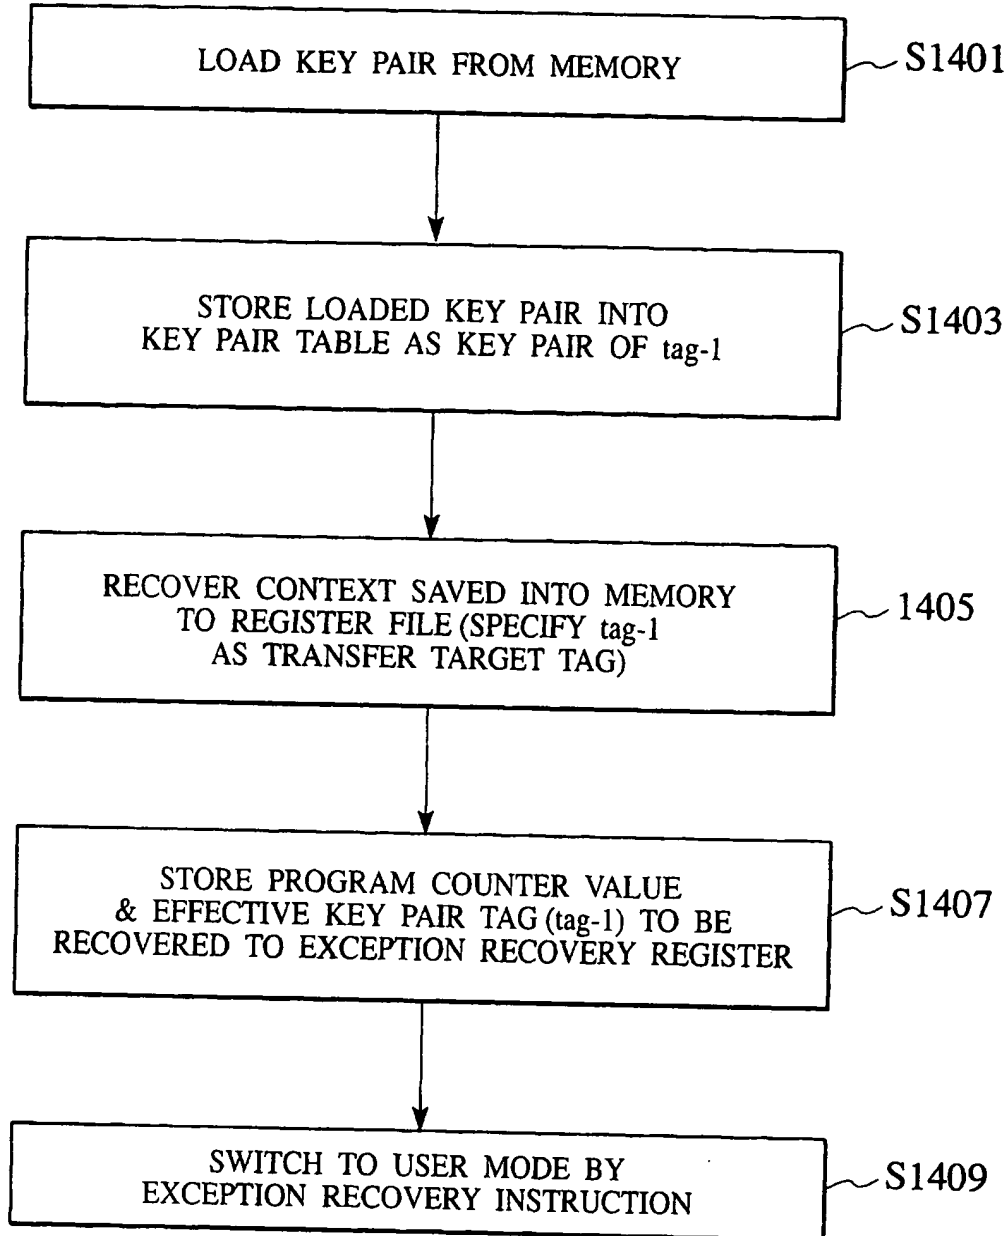 LOAD KEY PAIR FROM MEMORY
S1401
STORE LOADED KEY PAIR INTO
KEY PAIR TABLE AS KEY PAIR OF tag-1
S1403
RECOVER CONTEXT SAVED INTO MEMORY
TO REGISTER FILE (SPECIFY tag-1
AS TRANSFER TARGET TAG)
1405
STORE PROGRAM COUNTER VALUE
& EFFECTIVE KEY PAIR TAG (tag-1) TO BE
RECOVERED TO EXCEPTION RECOVERY REGISTER
S1407
SWITCH TO USER MODE BY
EXCEPTION RECOVERY INSTRUCTION
S1409